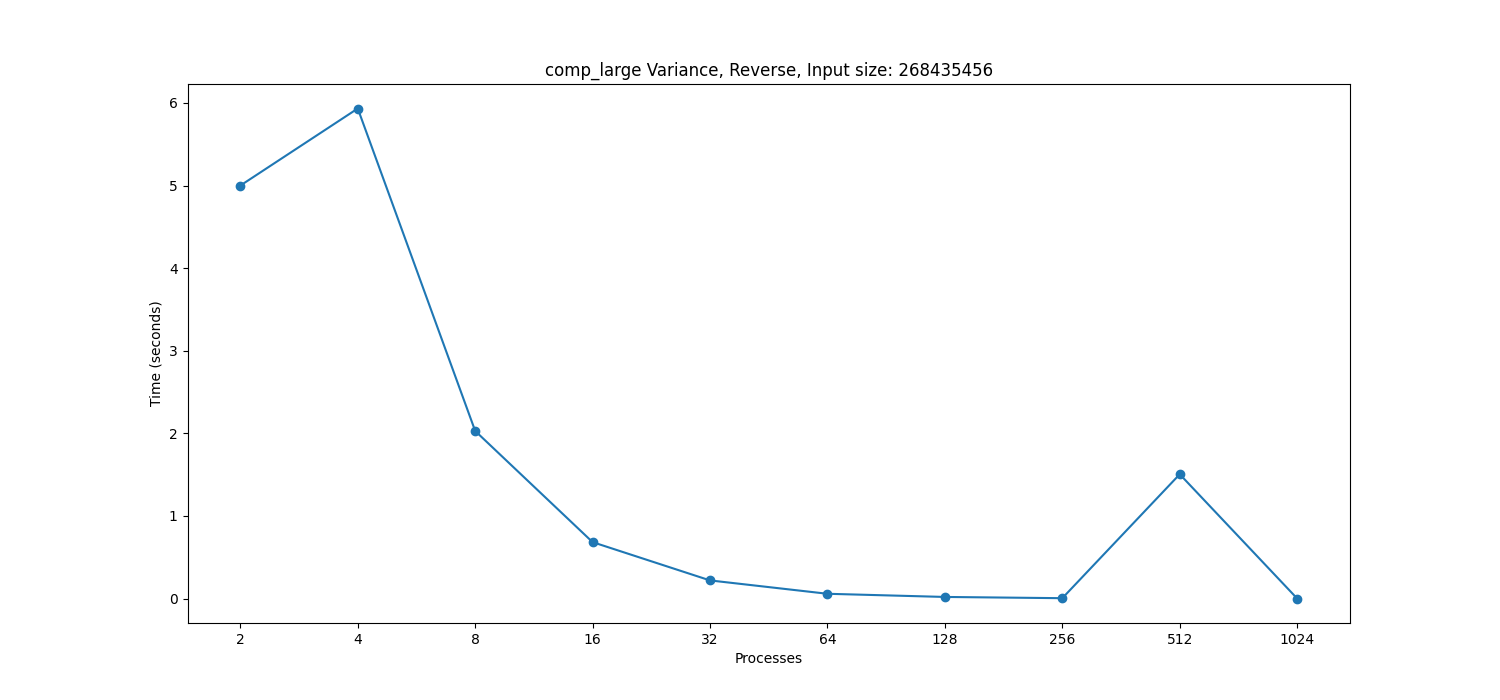 comp_large Variance, Reverse, Input size: 268435456
6
5
4
3
2
1
0
Time (seconds)
2 4 8 16 32 64 128 256 512 1024
Processes